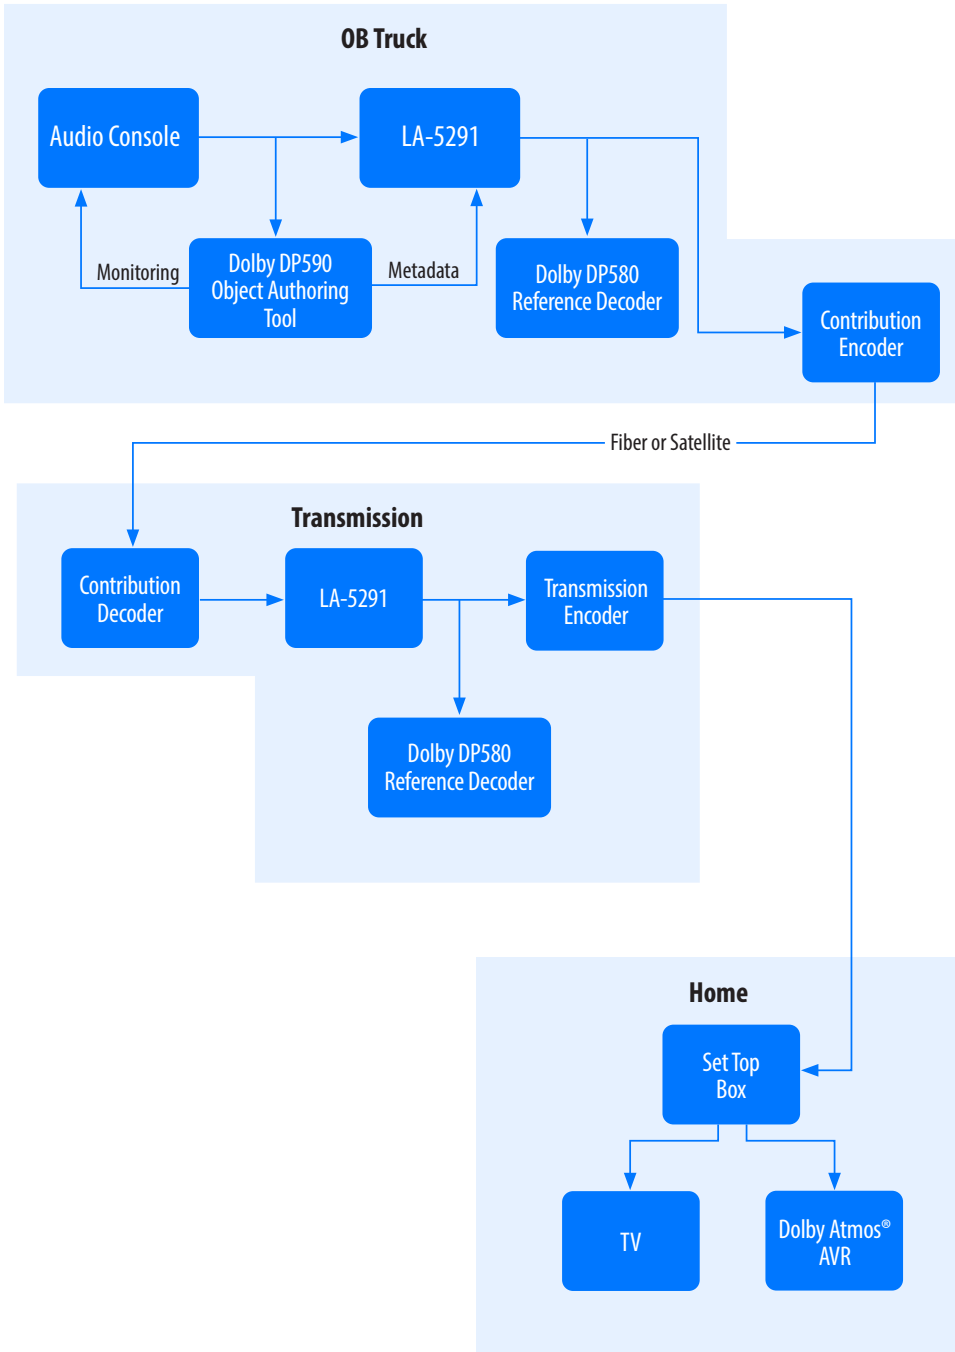 OB Truck
Audio Console
LA-5291
Monitoring
Dolby DP590
Object Authoring
Tool
Metadata
Dolby DP580
Reference Decoder
Contribution
Encoder
Fiber or Satellite
Transmission
Contribution
Decoder
LA-5291
Transmission
Encoder
Dolby DP580
Reference Decoder
Home
Set Top
Box
TV
Dolby Atmos®
AVR